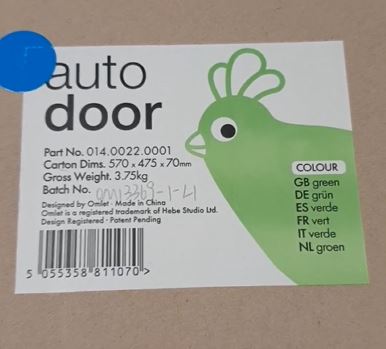 auto
door
Part No. 014.0022.0001
Carton Dims. 570 x 475 x 70mm
Gross Weight. 3.75kg
Batch No.
Designed by Omlet · Made in China
Omlet is a registered trademark of Hebe Studio Ltd.
Design Registered · Patent Pending
5 055358 811070 >
COLOUR
GB green
DE grün
ES verde
FR vert
IT verde
NL groen